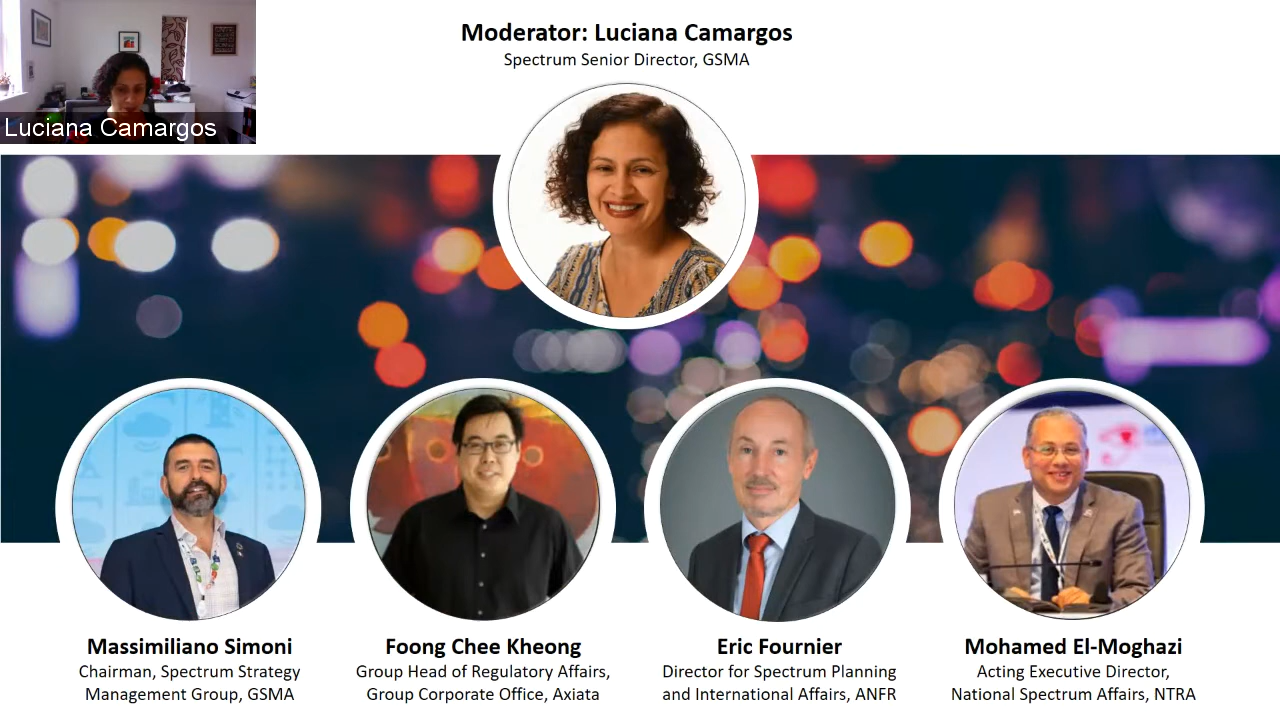 Moderator: Luciana Camargos
Spectrum Senior Director, GSMA
Luciana Camargos
Massimiliano Simoni
Chairman, Spectrum Strategy
Management Group, GSMA
Foong Chee Kheong
Group Head of Regulatory Affairs,
Group Corporate Office, Axiata
Eric Fournier
Director for Spectrum Planning
and International Affairs, ANFR
Mohamed El-Moghazi
Acting Executive Director,
National Spectrum Affairs, NTRA